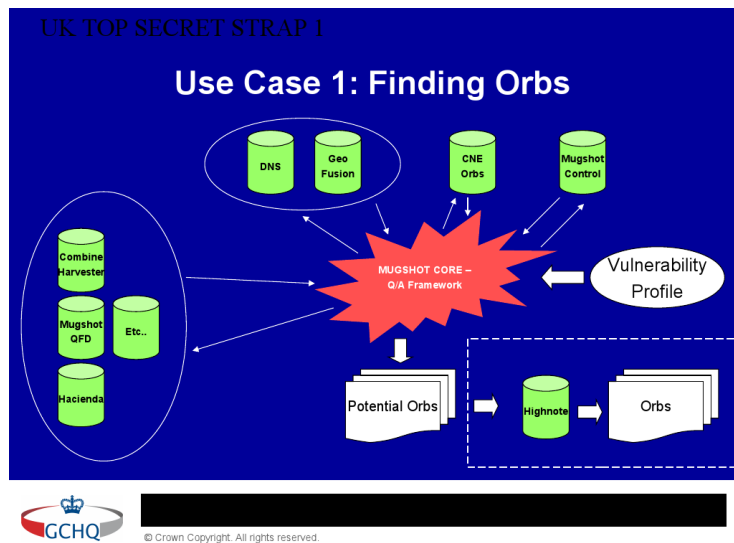 UK TOP SECRET STRAP 1
Use Case 1: Finding Orbs
DNS
Geo
Fusion
CNE
Orbs
Mugshot
Control
Combine
Harvester
Mugshot
QFD
Etc..
Hacienda
MUGSHOT CORE –
Q/A Framework
Vulnerability
Profile
Potential Orbs
Highnote
Orbs
GCHQ
© Crown Copyright. All rights reserved.